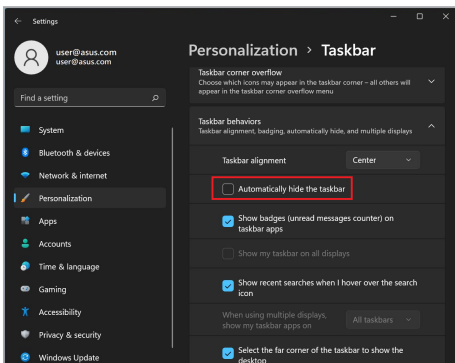 Settings
user@asus.com
user@asus.com
Find a setting
System
Bluetooth & devices
Network & internet
Personalization
Apps
Accounts
Time & language
Gaming
Accessibility
Privacy & security
Windows Update
Personalization > Taskbar
Taskbar corner overflow
Choose which icons may appear in the taskbar corner – all others will
appear in the taskbar corner overflow menu
Taskbar behaviors
Taskbar alignment, badging, automatically hide, and multiple displays
Taskbar alignment
Center
Automatically hide the taskbar
Show badges (unread messages counter) on
taskbar apps
Show my taskbar on all displays
Show recent searches when I hover over the search
icon
When using multiple displays,
show my taskbar apps on
All taskbars
Select the far corner of the taskbar to show the
desktop